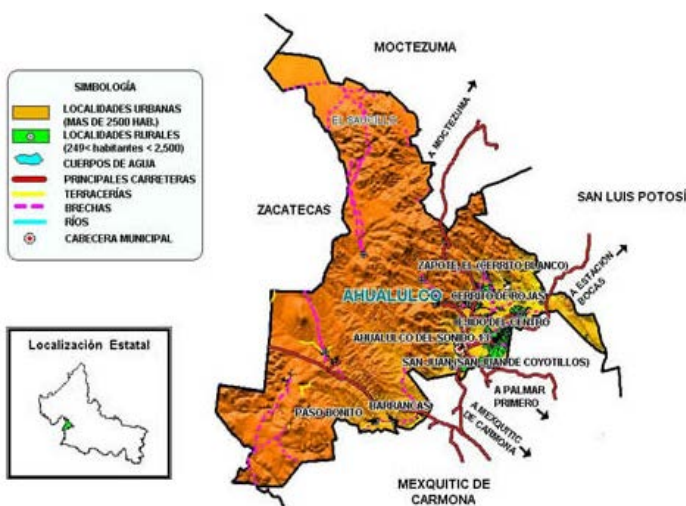 MOCTEZUMA
SIMBOLOGÍA
LOCALIDADES URBANAS
(MAS DE 2500 HAB.)
LOCALIDADES RURALES
(249< habitantes < 2,500)
CUERPOS DE AGUA
PRINCIPALES CARRETERAS
TERRACERÍAS
BRECHAS
RÍOS
CABECERA MUNICIPAL
EL SAUCILLO
A MOCTEZUMA
ZACATECAS
SAN LUIS POTOSÍ
ZAPOTE, EL (CERRITO BLANCO)
A ESTACIÓN
BOCAS
AHUALULCO
CERRITO DE ROJAS
EJIDO DEL CENTRO
AHUALULCO DEL SONIDO 13
SAN JUAN (SAN JUAN DE COYOTILLOS)
A PALMAR
PRIMERO
PASO BONITO
BARRANCAS
A MEXQUITIC
DE CARMONA
MEXQUITIC DE
CARMONA
Localización Estatal